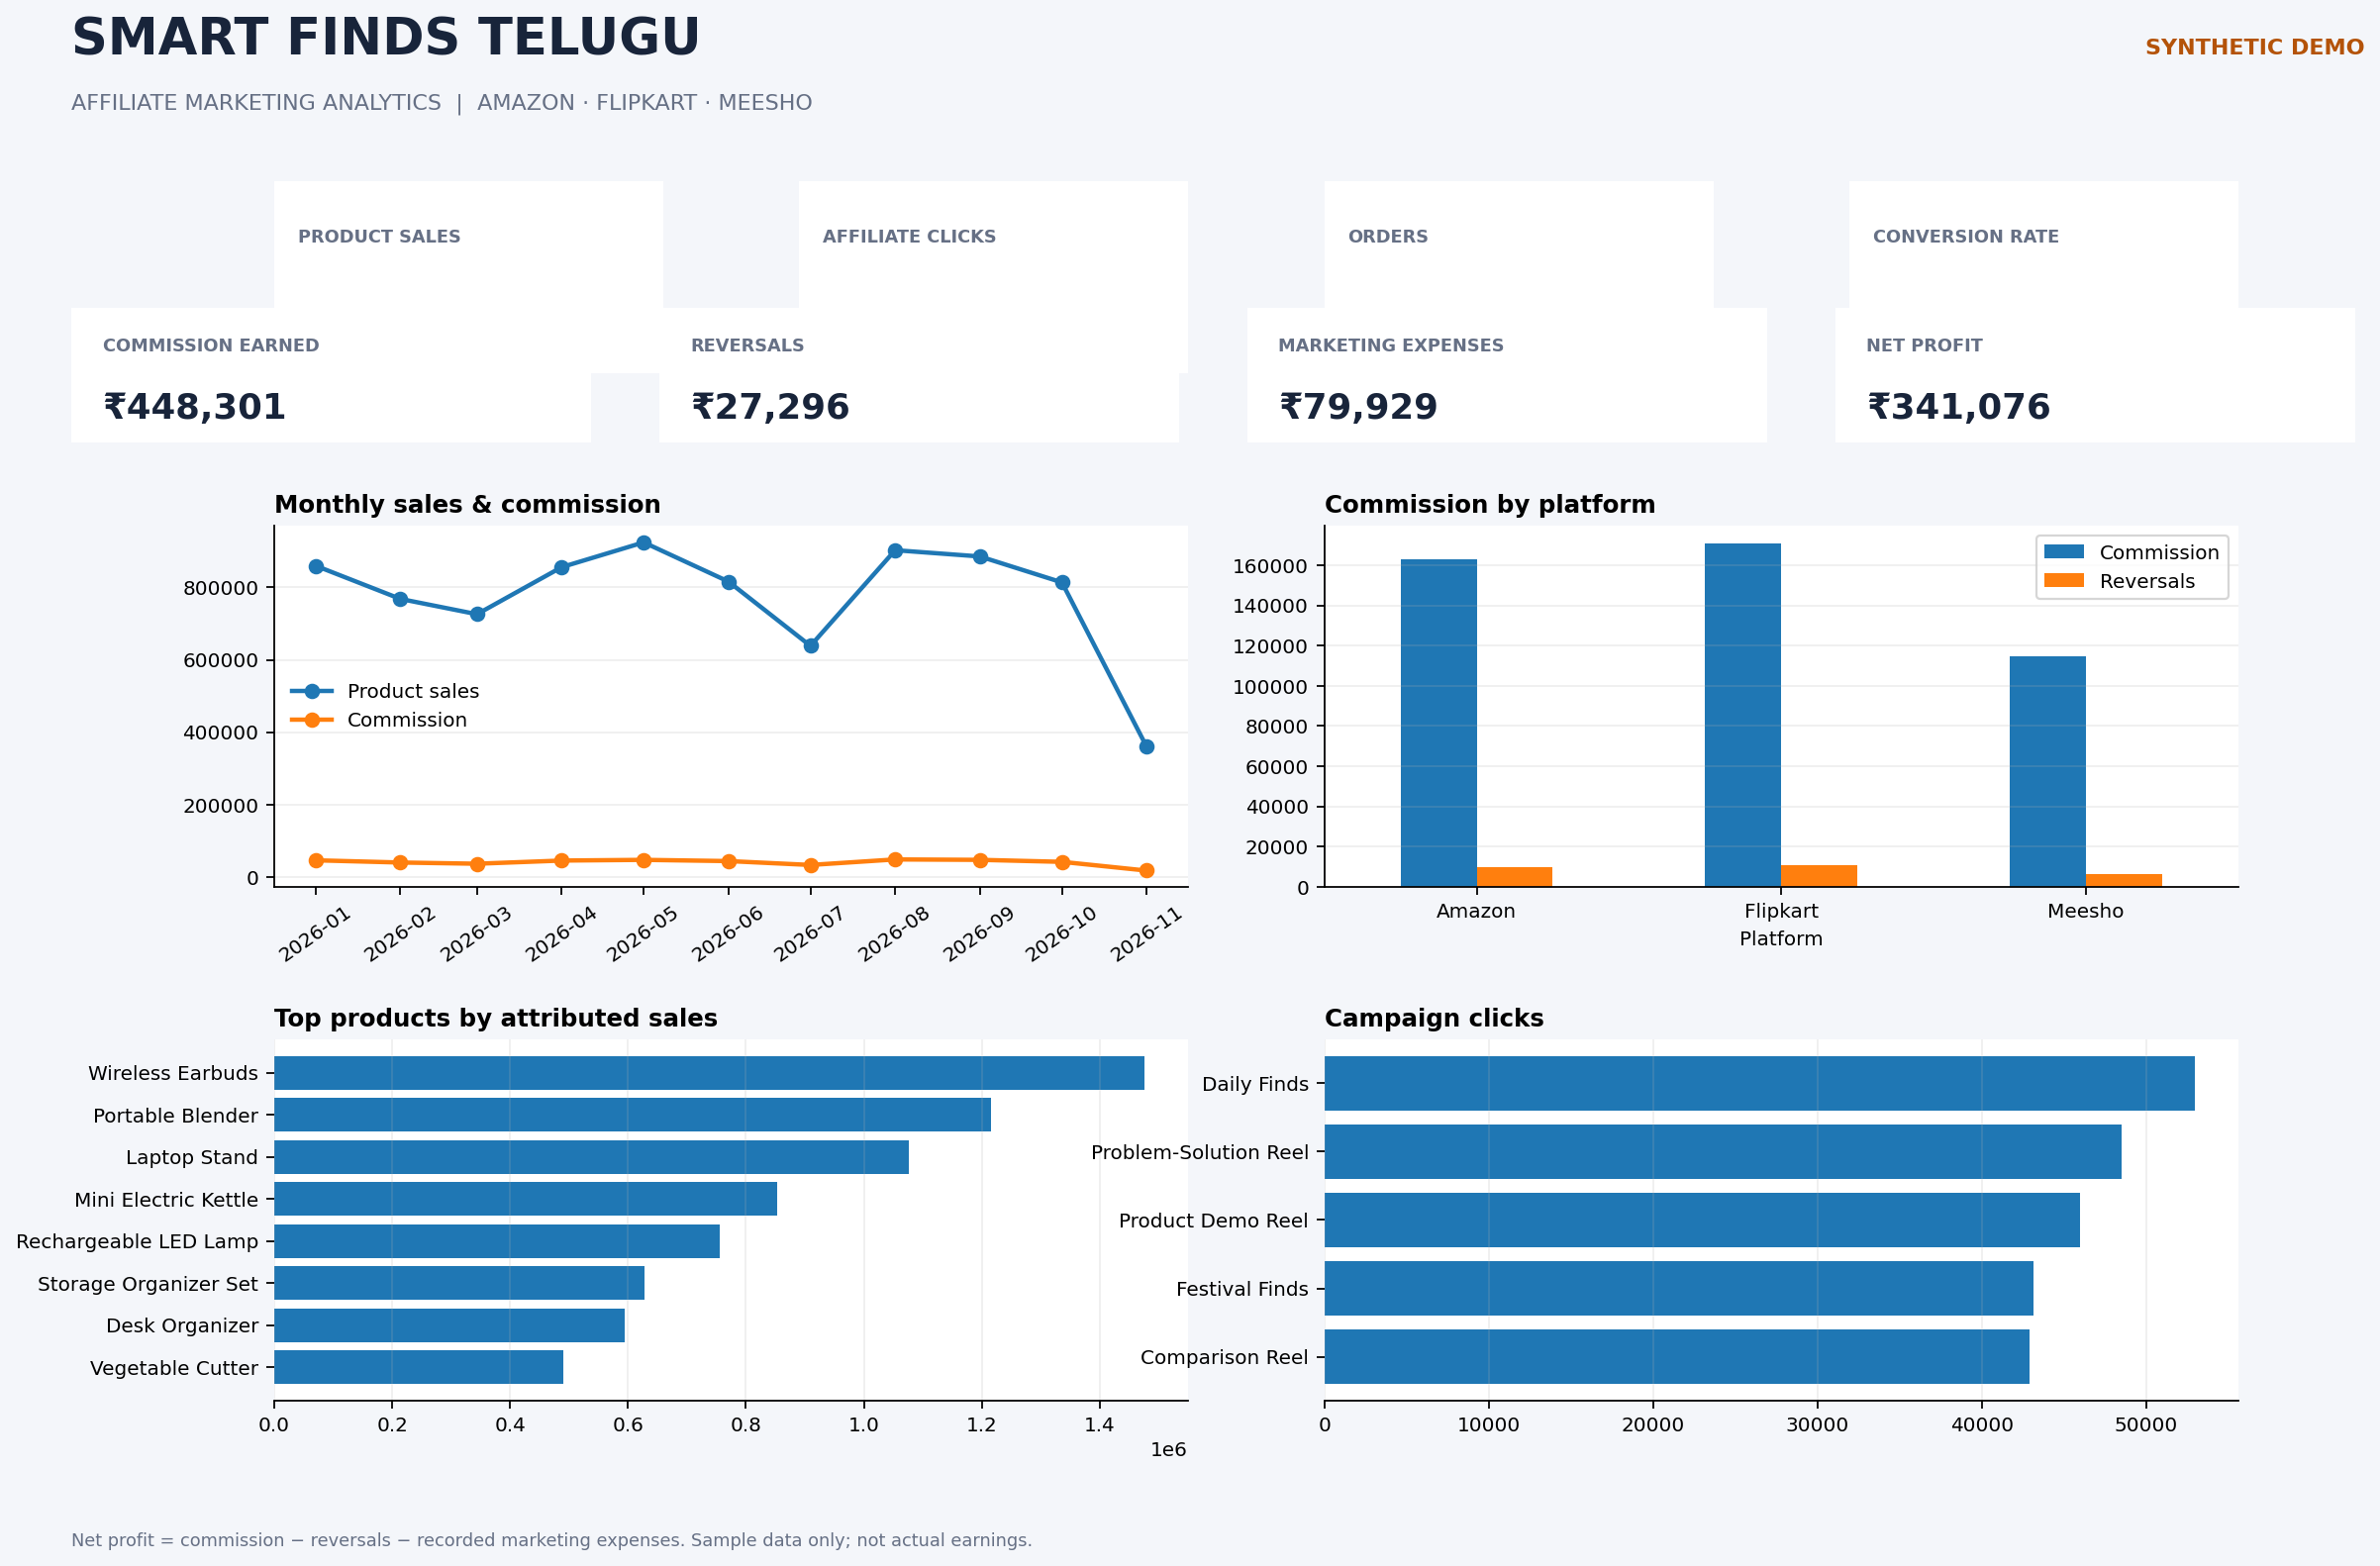 SMART FINDS TELUGU
SYNTHETIC DEMO
AFFILIATE MARKETING ANALYTICS | AMAZON · FLIPKART · MEESHO
PRODUCT SALES
AFFILIATE CLICKS
ORDERS
CONVERSION RATE
COMMISSION EARNED
₹448,301
REVERSALS
₹27,296
MARKETING EXPENSES
₹79,929
NET PROFIT
₹341,076
Monthly sales & commission
800000
600000
400000
200000
0
Product sales
Commission
2026-01
2026-02
2026-03
2026-04
2026-05
2026-06
2026-07
2026-08
2026-09
2026-10
2026-11
Commission by platform
160000
140000
120000
100000
80000
60000
40000
20000
0
Commission
Reversals
Amazon
Flipkart
Meesho
Platform
Top products by attributed sales
Wireless Earbuds
Portable Blender
Laptop Stand
Mini Electric Kettle
Rechargeable LED Lamp
Storage Organizer Set
Desk Organizer
Vegetable Cutter
0.0 0.2 0.4 0.6 0.8 1.0 1.2 1.4
1e6
Campaign clicks
Daily Finds
Problem-Solution Reel
Product Demo Reel
Festival Finds
Comparison Reel
0 10000 20000 30000 40000 50000
Net profit = commission − reversals − recorded marketing expenses. Sample data only; not actual earnings.